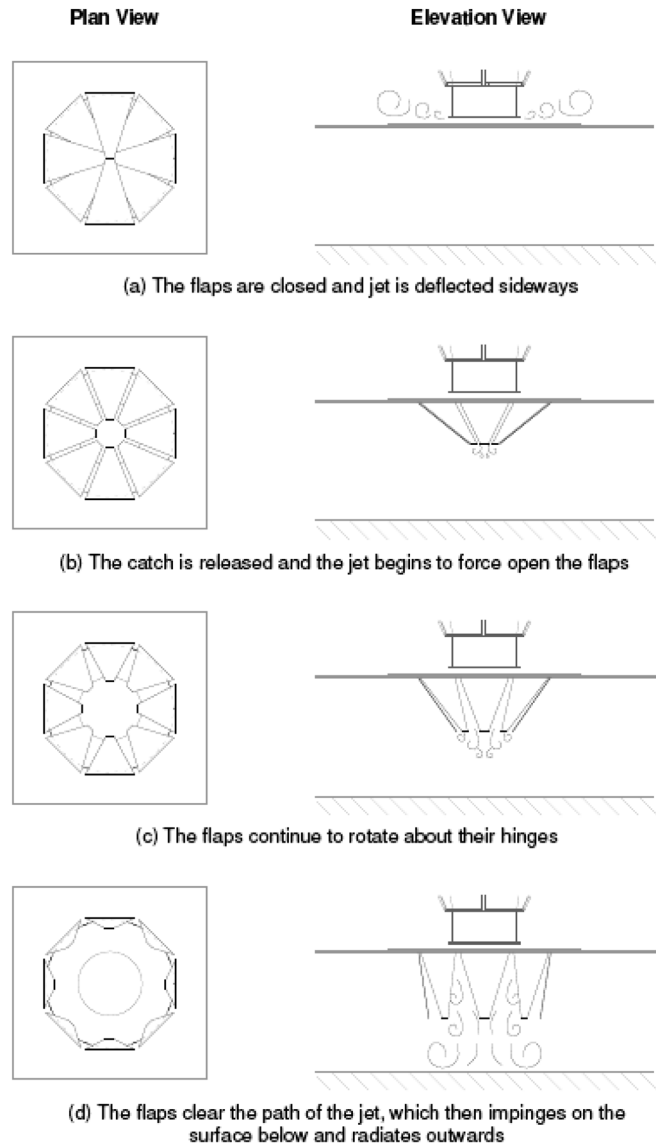 Plan View
Elevation View
(a) The flaps are closed and jet is deflected sideways
(b) The catch is released and the jet begins to force open the flaps
(c) The flaps continue to rotate about their hinges
(d) The flaps clear the path of the jet, which then impinges on the
surface below and radiates outwards